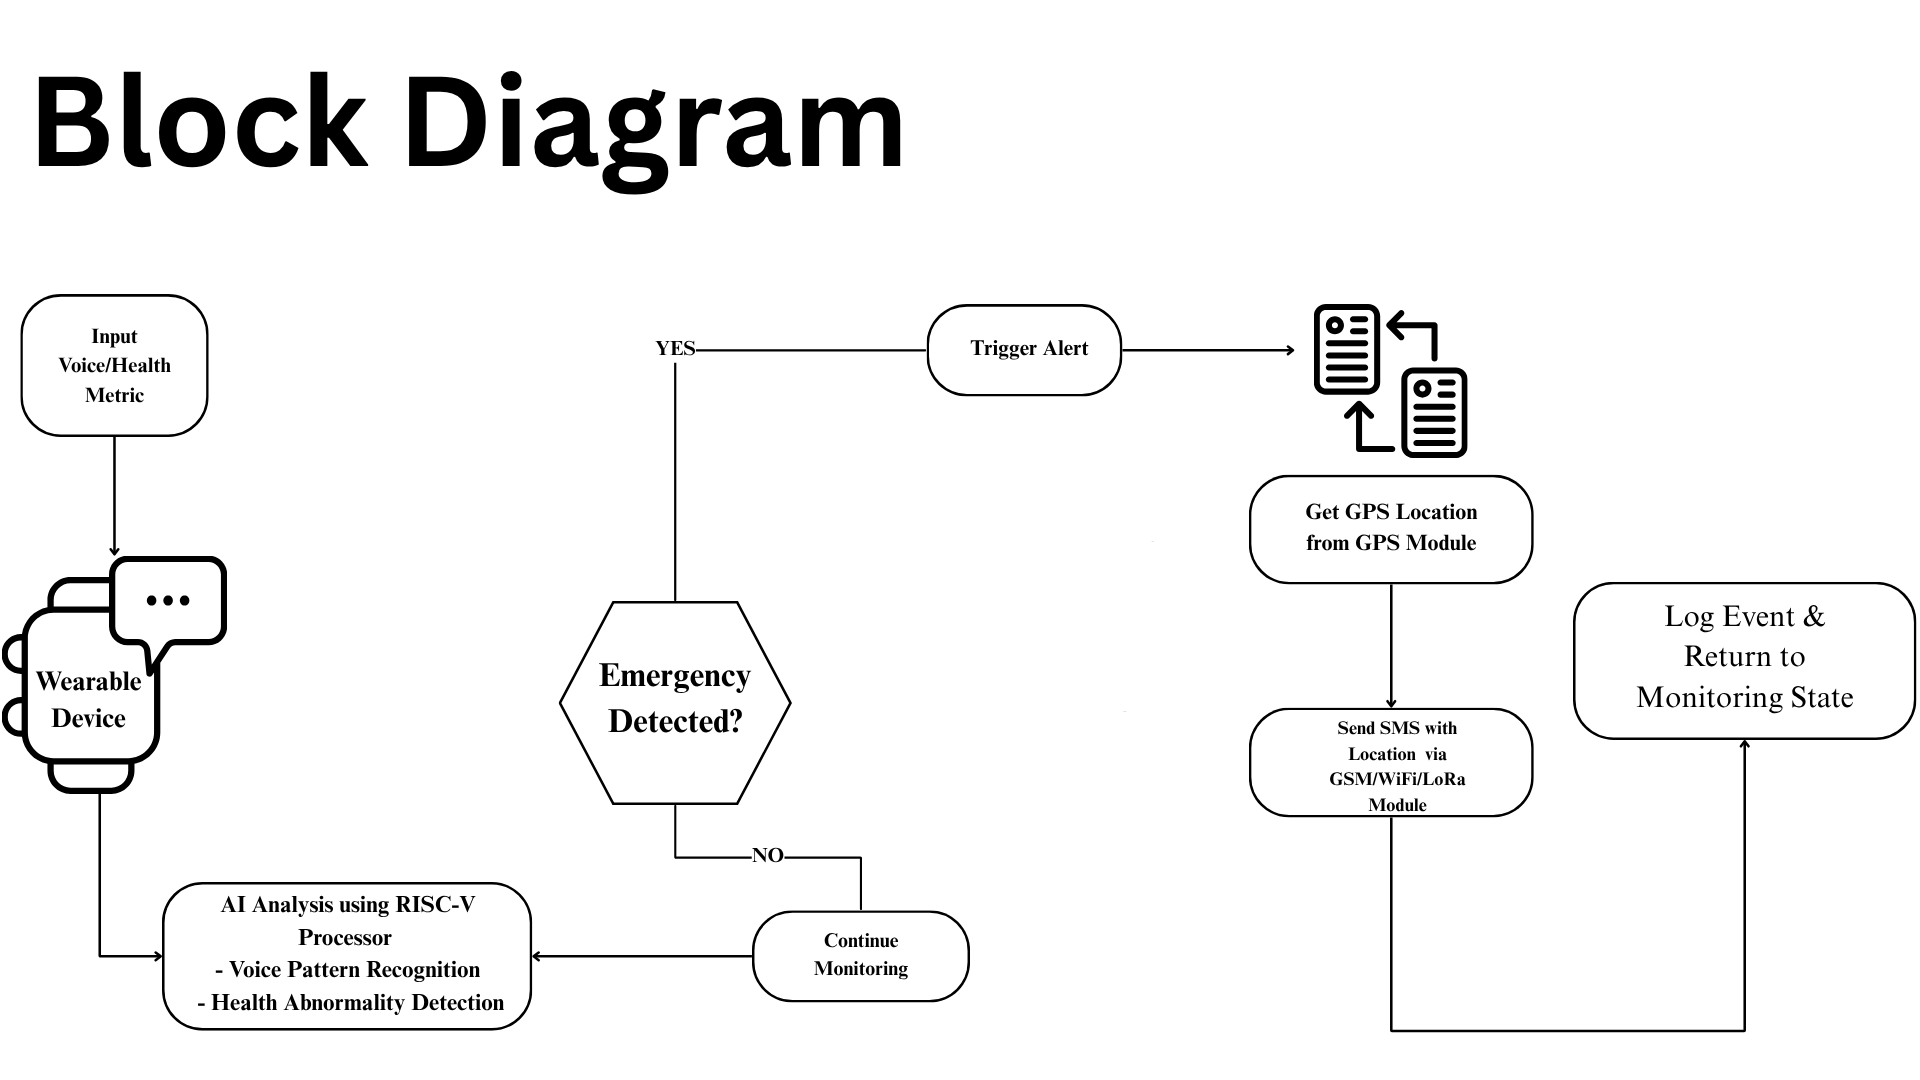 Block Diagram
Input
Voice/Health
Metric
Wearable
Device
AI Analysis using RISC-V
Processor
- Voice Pattern Recognition
- Health Abnormality Detection
Emergency
Detected?
YES
NO
Continue
Monitoring
Trigger Alert
Get GPS Location
from GPS Module
Send SMS with
Location via
GSM/WiFi/LoRa
Module
Log Event &
Return to
Monitoring State